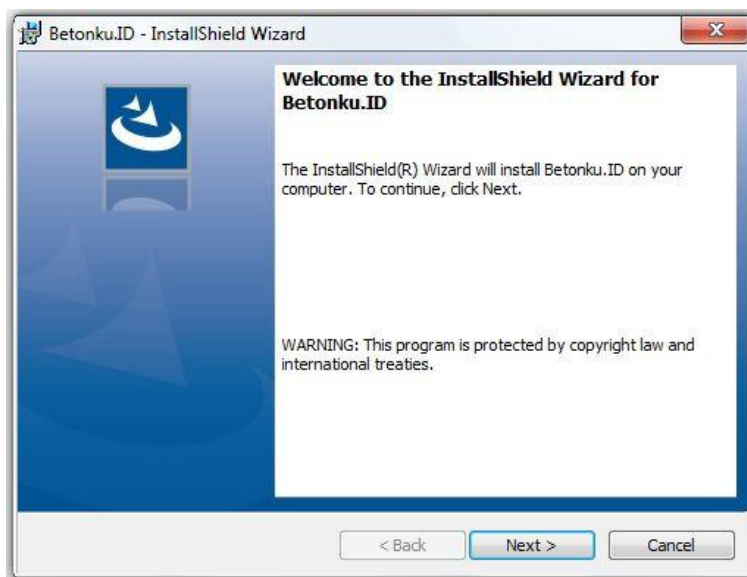 Betonku.ID - InstallShield Wizard
Welcome to the InstallShield Wizard for
Betonku.ID
The InstallShield(R) Wizard will install Betonku.ID on your
computer. To continue, click Next.
WARNING: This program is protected by copyright law and
international treaties.
< Back
Next >
Cancel